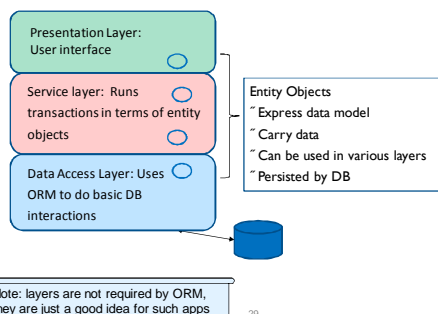 Presentation Layer:
User interface
Service layer: Runs
transactions in terms of entity
objects
Data Access Layer: Uses
ORM to do basic DB
interactions
Entity Objects
˝ Express data model
˝ Carry data
˝ Can be used in various layers
˝ Persisted by DB
ote: layers are not required by ORM,
hey are just a good idea for such apps
29